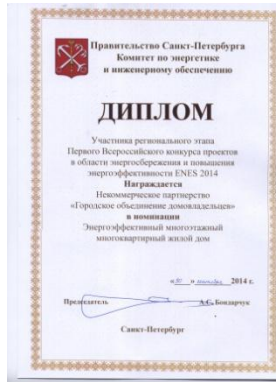 Правительство Санкт-Петербурга
Комитет по энергетике
и инженерному обеспечению
ДИПЛОМ
Участника регионального этапа
Первого Всероссийского конкурса проектов
в области энергосбережения и повышения
энергоэффективности ENES 2014
Награждается
Некоммерческое партнерство
«Городское объединение домовладельцев»
в номинации
Энергоэффективный многоэтажный
многоквартирный жилой дом
2014 г.
Председатель А.С. Бондарчук
Санкт-Петербург